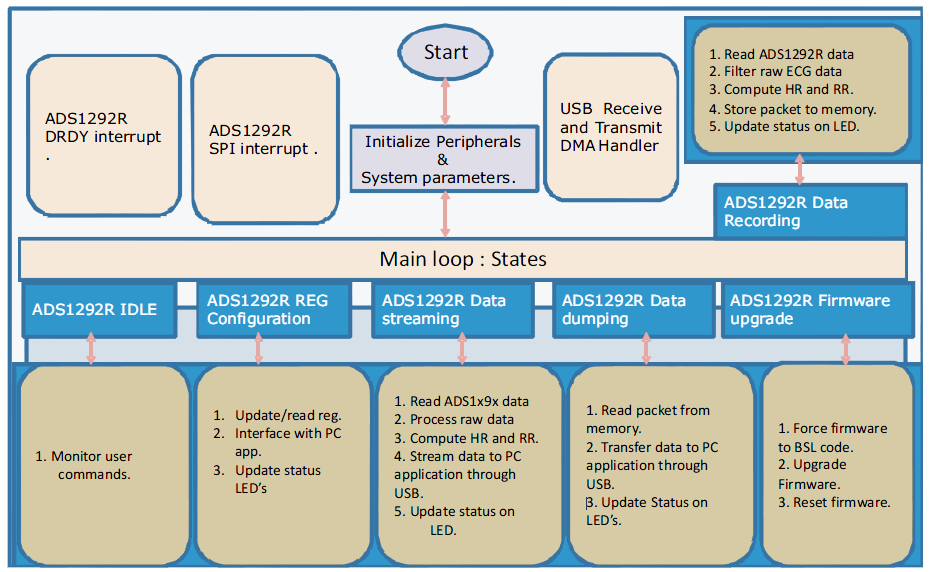 Start
ADS1292R
DRDY interrupt
.
ADS1292R
SPI interrupt .
Initialize Peripherals
&
System parameters.
USB Receive
and Transmit
DMA Handler
1. Read ADS1292R data
2. Filter raw ECG data
3. Compute HR and RR.
4. Store packet to memory.
5. Update status on LED.
ADS1292R Data
Recording
Main loop : States
ADS1292R IDLE
ADS1292R REG
Configuration
ADS1292R Data
streaming
ADS1292R Data
dumping
ADS1292R Firmware
upgrade
1. Monitor user
commands.
1. Update/read reg.
2. Interface with PC
app.
3. Update status
LED’s
1. Read ADS1x9x data
2. Process raw data
3. Compute HR and RR.
4. Stream data to PC
application through
USB.
5. Update status on
LED.
1. Read packet from
memory.
2. Transfer data to PC
application through
USB.
3. Update Status on
LED’s.
1. Force firmware
to BSL code.
2. Upgrade
Firmware.
3. Reset firmware.